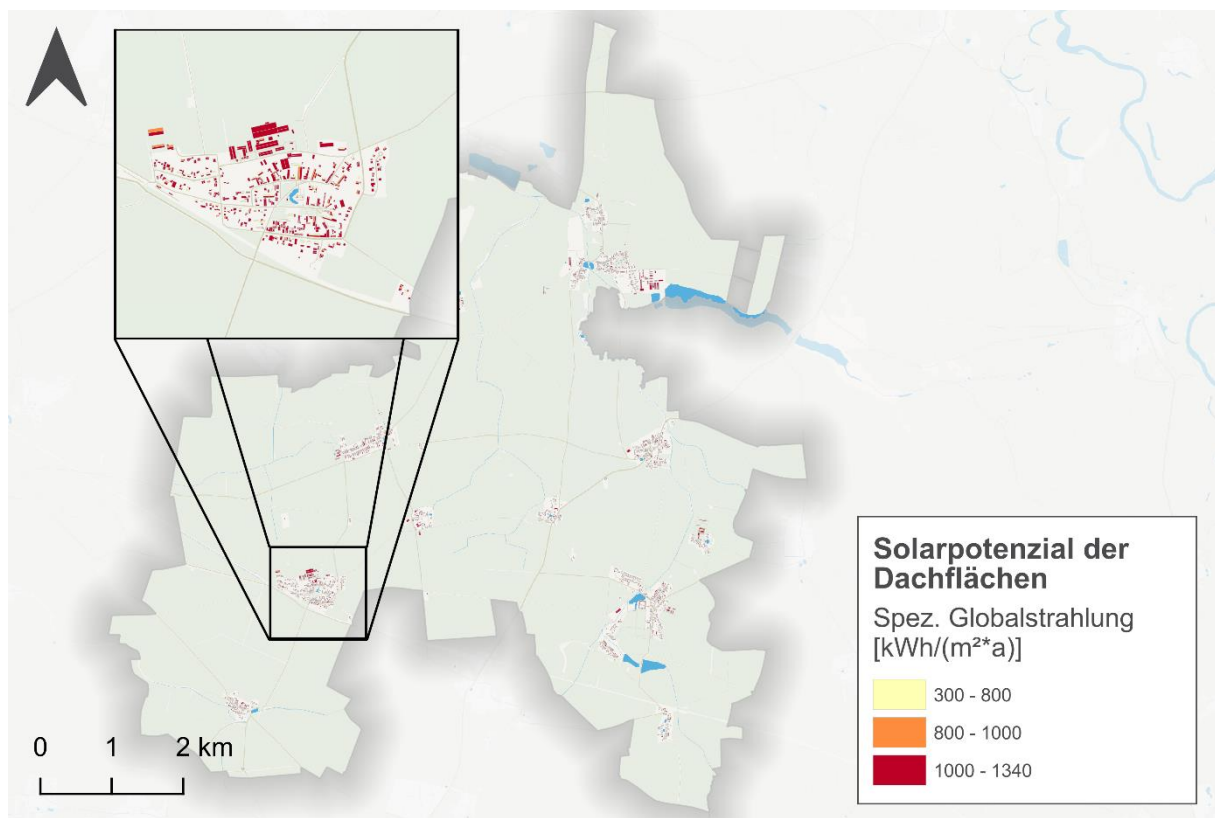 Solarpotenzial der
Dachflächen
Spez. Globalstrahlung
[kWh/(m²*a)]
300 - 800
800 - 1000
1000 - 1340
0 1 2 km